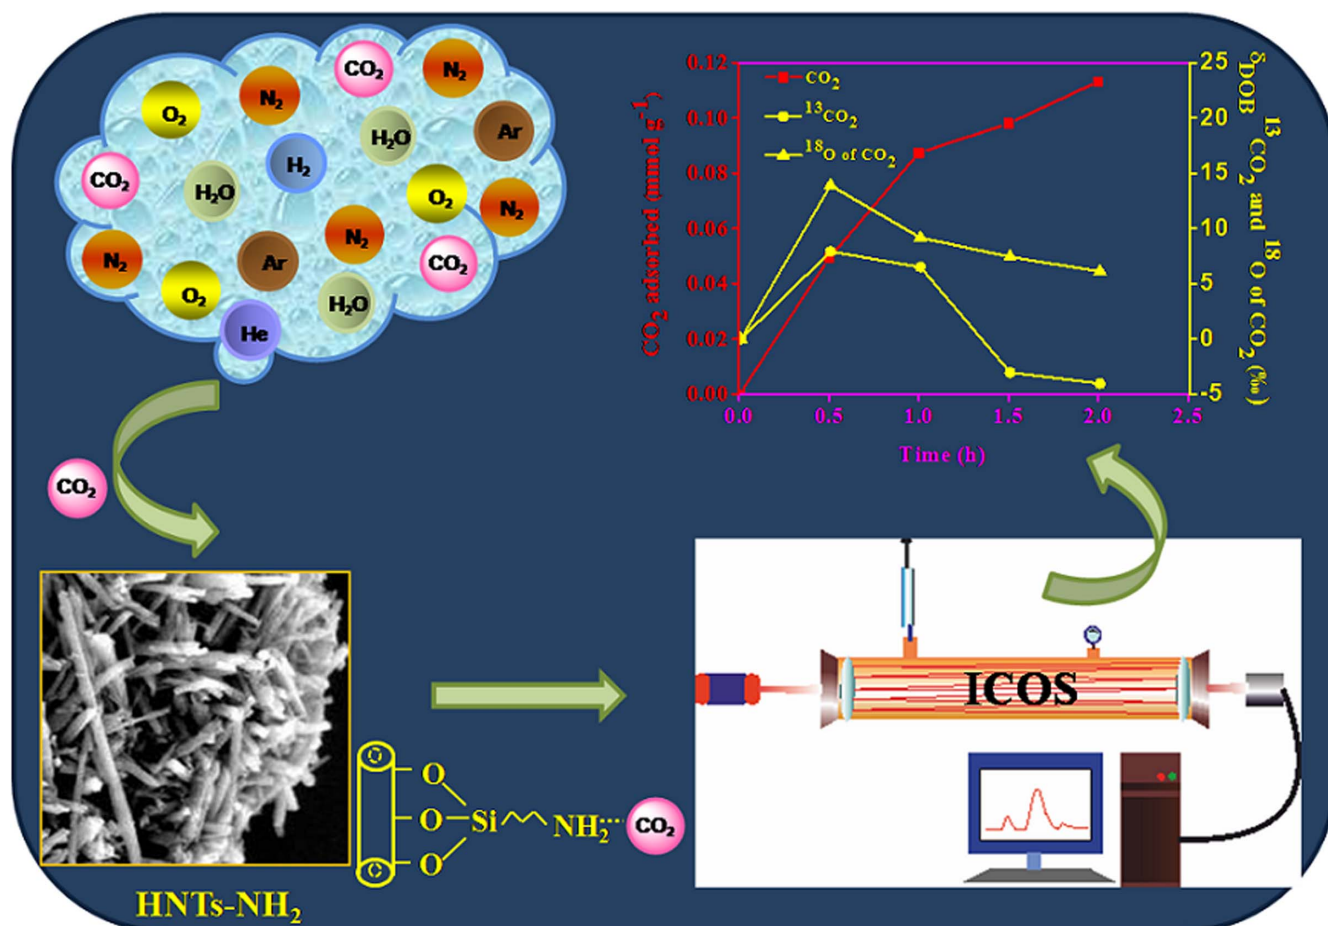 CO₂
N₂
N₂
O₂
H₂O
Ar
H₂
CO₂
H₂O
O₂
N₂
N₂
N₂
Ar
CO₂
O₂
H₂O
He
CO₂
HNTs-NH₂
O
O
Si
NH₂
CO₂
O
ICOS
CO₂
¹³CO₂
¹⁸O of CO₂
CO₂ adsorbed (mmol g⁻¹)
0.12
0.10
0.08
0.06
0.04
0.02
0.00
δDOB ¹³CO₂ and ¹⁸O of CO₂ (‰)
25
20
15
10
5
0
-5
0.0 0.5 1.0 1.5 2.0 2.5
Time (h)